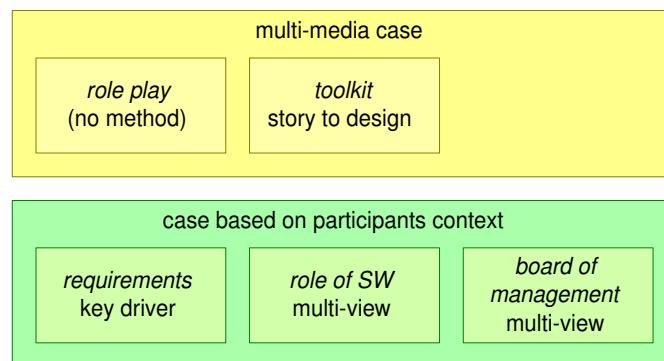 multi-media case
role play
(no method)
toolkit
story to design
case based on participants context
requirements
key driver
role of SW
multi-view
board of
management
multi-view